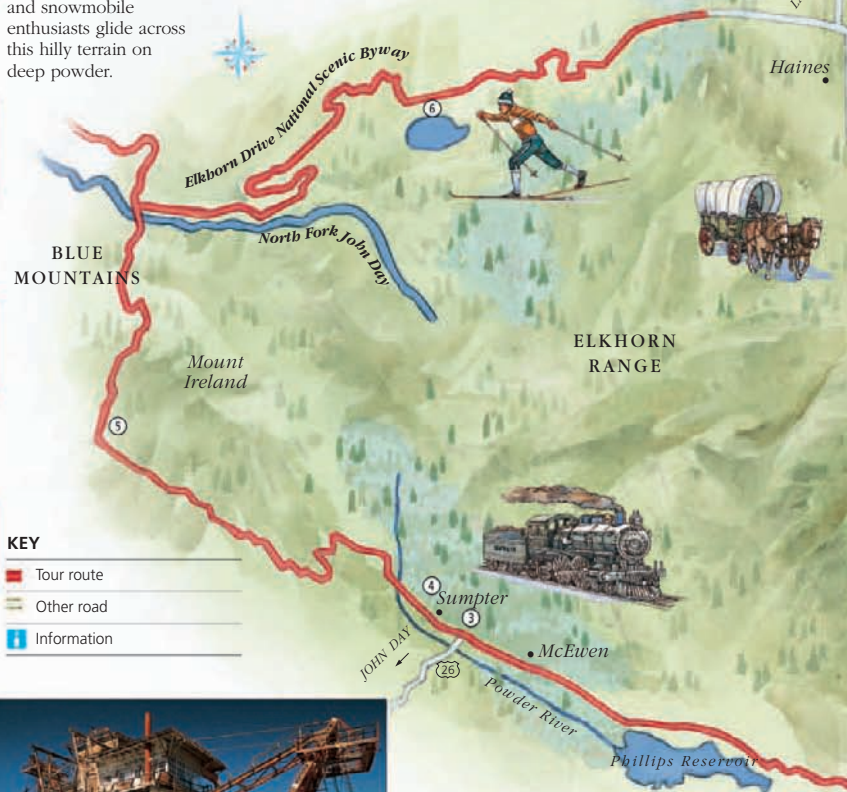 and snowmobile
enthusiasts glide across
this hilly terrain on
deep powder.
Elkhorn Drive National Scenic Byway
Haines
6
North Fork John Day
BLUE
MOUNTAINS
ELKHORN
RANGE
Mount
Ireland
5
KEY
Tour route
Other road
Information
4
Sumpter
3
JOHN DAY
26
McEwen
Powder River
Phillips Reservoir